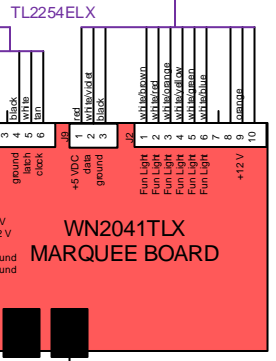 TL2254ELX
black
white
tan
red
white/violet
black
white/brown
white/red
white/orange
white/yellow
white/green
white/blue
orange
3 4 5 6
J9 1 2 3
J2 1 2 3 4 5 6 7 8 9 10
ground
latch
clock
+5 VDC
data
ground
Fun Light
Fun Light
Fun Light
Fun Light
Fun Light
Fun Light
+12 V
V
2 V
WN2041TLX
MARQUEE BOARD
und
und